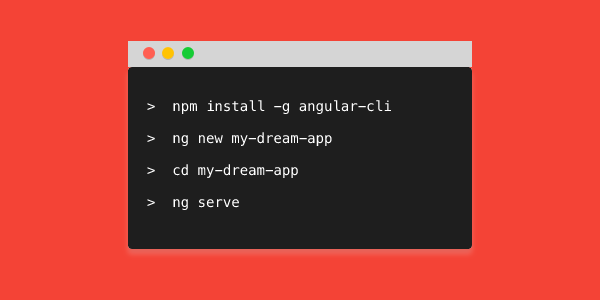 > npm install -g angular-cli
> ng new my-dream-app
> cd my-dream-app
> ng serve